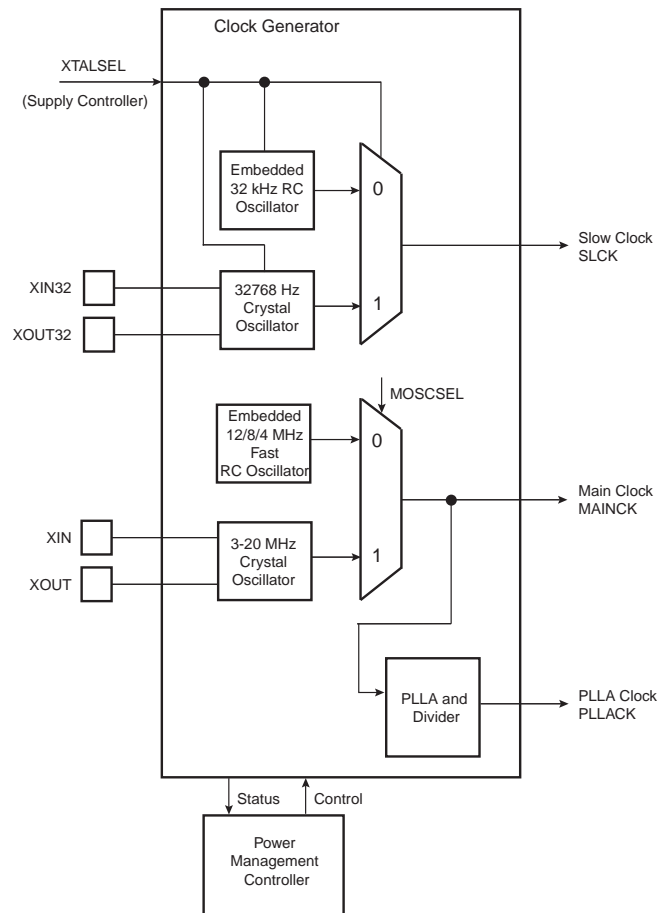 Clock Generator
XTALSEL
(Supply Controller)
Embedded
32 kHz RC
Oscillator
0
Slow Clock
SLCK
XIN32
XOUT32
32768 Hz
Crystal
Oscillator
1
MOSCSEL
Embedded
12/8/4 MHz
Fast
RC Oscillator
0
Main Clock
MAINCK
XIN
XOUT
3-20 MHz
Crystal
Oscillator
1
PLLA and
Divider
PLLA Clock
PLLACK
Status
Control
Power
Management
Controller